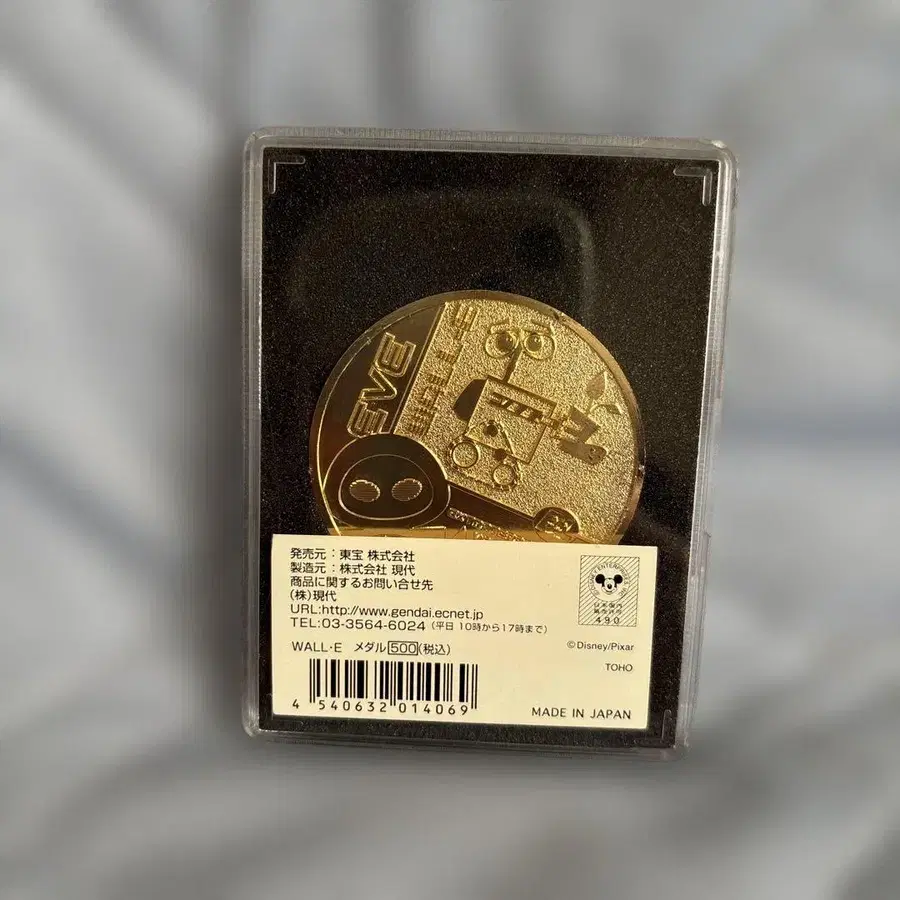 EVE
WALL·E
発売元：東宝 株式会社
製造元：株式会社 現代
商品に関するお問い合せ先
(株)現代
URL:http://www.gendai.ecnet.jp
TEL:03-3564-6024 (平日 10時から17時まで)
WALL・E メダル 500(税込)
4 540632 014069
490
©Disney/Pixar
TOHO
MADE IN JAPAN